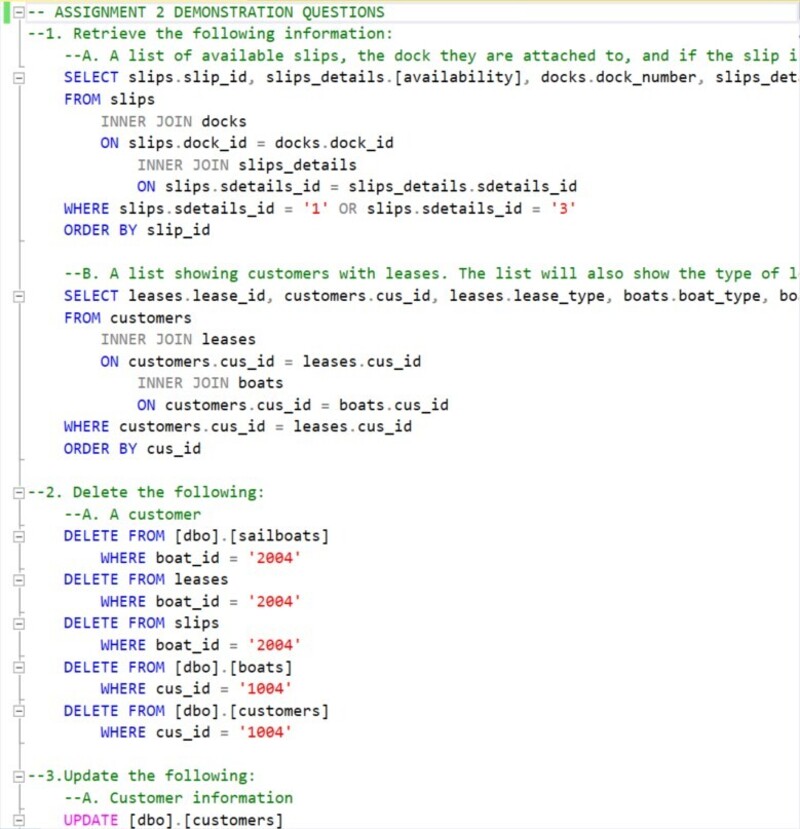 -- ASSIGNMENT 2 DEMONSTRATION QUESTIONS
--1. Retrieve the following information:
--A. A list of available slips, the dock they are attached to, and if the slip
SELECT slips.slip_id, slips_details.[availability], docks.dock_number,
FROM slips
INNER JOIN docks
ON slips.dock_id = docks.dock_id
INNER JOIN slips_details
ON slips.sdetails_id = slips_details.sdetails_id
WHERE slips.sdetails_id = '1' OR slips.sdetails_id = '3'
ORDER BY slip_id
--B. A list showing customers with leases. The list will also show the type of
SELECT leases.lease_id, customers.cus_id, leases.lease_type, boats.boat_type,
FROM customers
INNER JOIN leases
ON customers.cus_id = leases.cus_id
INNER JOIN boats
ON customers.cus_id = boats.cus_id
WHERE customers.cus_id = leases.cus_id
ORDER BY cus_id
--2. Delete the following:
--A. A customer
DELETE FROM [dbo].[sailboats]
WHERE boat_id = '2004'
DELETE FROM leases
WHERE boat_id = '2004'
DELETE FROM slips
WHERE boat_id = '2004'
DELETE FROM [dbo].[boats]
WHERE cus_id = '1004'
DELETE FROM [dbo].[customers]
WHERE cus_id = '1004'
--3.Update the following:
--A. Customer information
UPDATE [dbo].[customers]